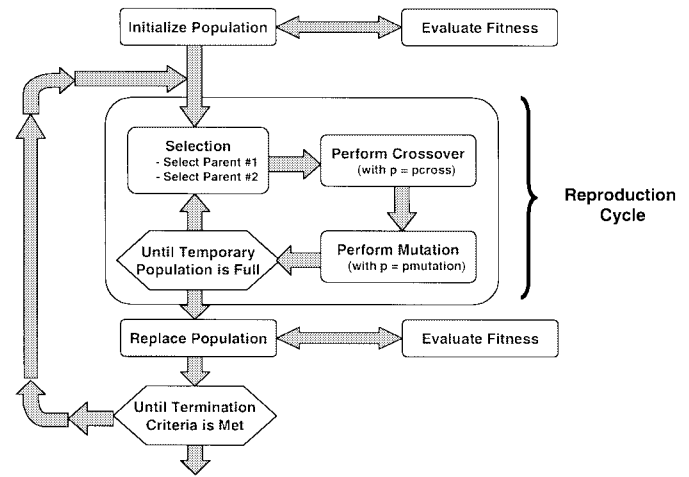 Initialize Population
Evaluate Fitness
Selection
- Select Parent #1
- Select Parent #2
Perform Crossover
(with p = pcross)
Reproduction
Cycle
Until Temporary
Population is Full
Perform Mutation
(with p = pmutation)
Replace Population
Evaluate Fitness
Until Termination
Criteria is Met